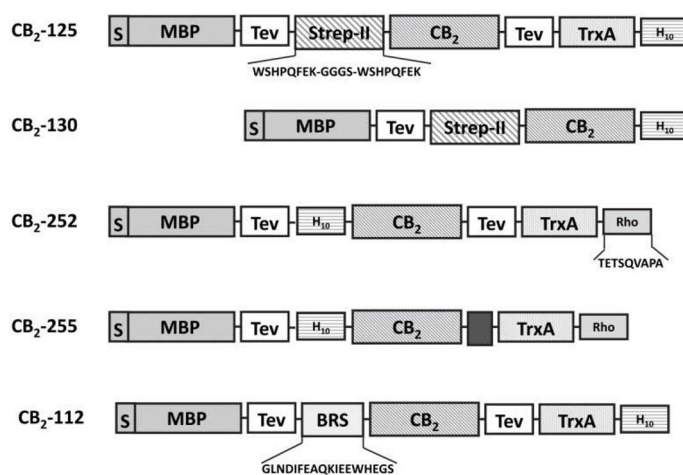 CB₂-125 S MBP Tev Strep-II CB₂ Tev TrxA H₁₀
WSHPQFEK-GGGS-WSHPQFEK
CB₂-130 S MBP Tev Strep-II CB₂ H₁₀
CB₂-252 S MBP Tev H₁₀ CB₂ Tev TrxA Rho
TETSQVAPA
CB₂-255 S MBP Tev H₁₀ CB₂ TrxA Rho
CB₂-112 S MBP Tev BRS CB₂ Tev TrxA H₁₀
GLNDIFEAQKIEEWHEGS